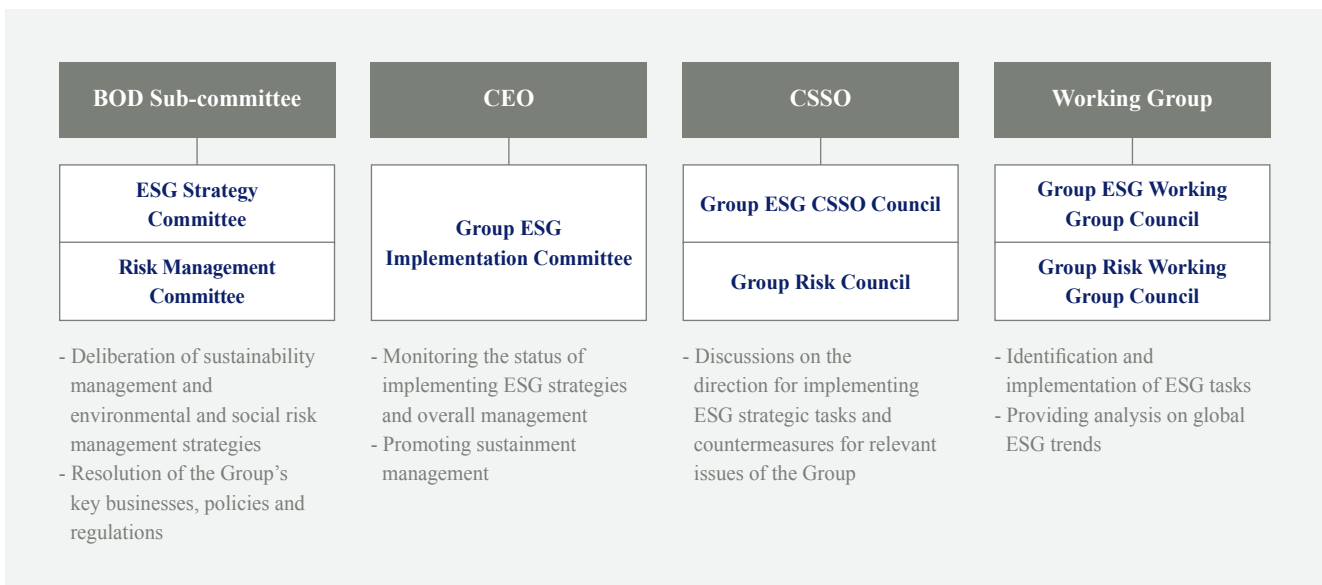 BOD Sub-committee
ESG Strategy
Committee
Risk Management
Committee
- Deliberation of sustainability
management and
environmental and social risk
management strategies
- Resolution of the Group’s
key businesses, policies and
regulations
CEO
Group ESG
Implementation Committee
- Monitoring the status of
implementing ESG strategies
and overall management
- Promoting sustainment
management
CSSO
Group ESG CSSO Council
Group Risk Council
- Discussions on the
direction for implementing
ESG strategic tasks and
countermeasures for relevant
issues of the Group
Working Group
Group ESG Working
Group Council
Group Risk Working
Group Council
- Identification and
implementation of ESG tasks
- Providing analysis on global
ESG trends